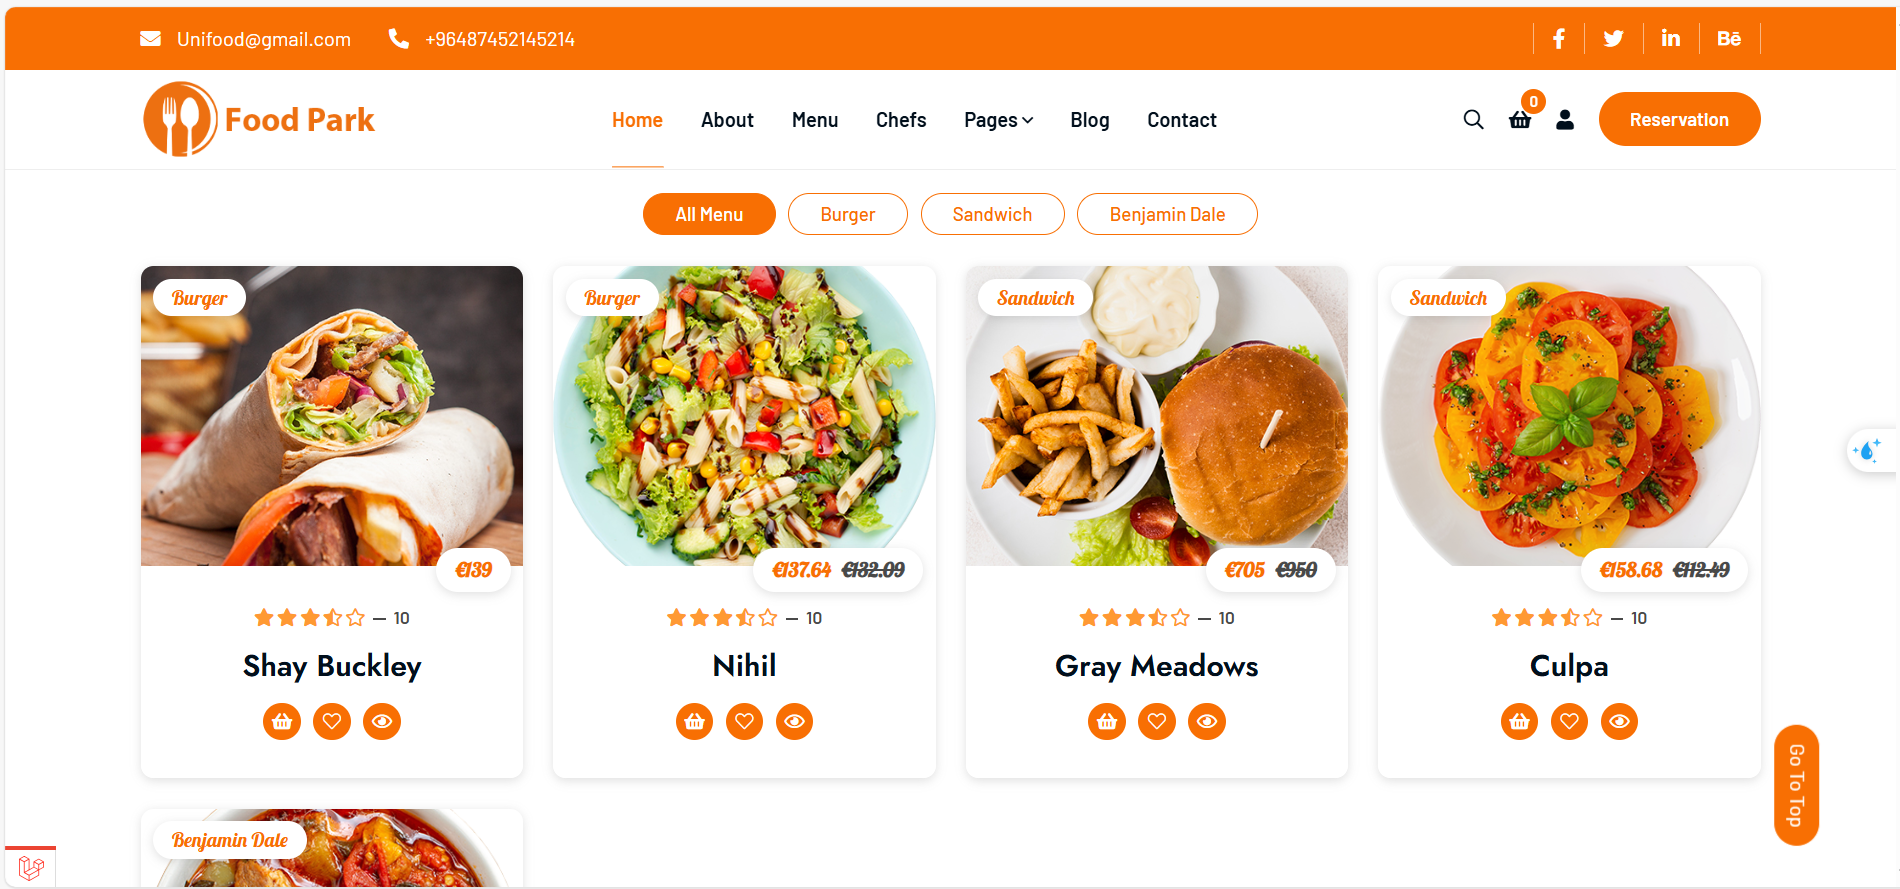 Unifood@gmail.com +96487452145214 Bē
Food Park Home About Menu Chefs Pages Blog Contact 0 Reservation
All Menu Burger Sandwich Benjamin Dale
Burger Burger Sandwich Sandwich
€139 €137.64 €132.09 €705 €950 €158.68 €112.49
— 10 — 10 — 10 — 10
Shay Buckley Nihil Gray Meadows Culpa
Go To Top
Benjamin Dale